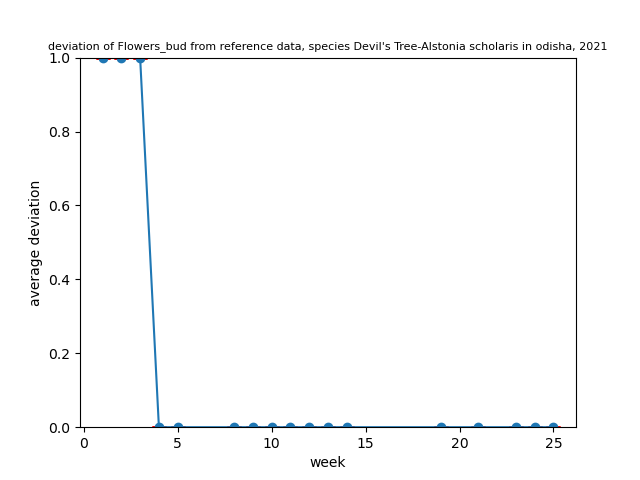 deviation of Flowers_bud from reference data, species Devil's Tree-Alstonia scholaris in odisha, 2021
1.0
0.8
0.6
0.4
0.2
0.0
average deviation
0 5 10 15 20 25
week